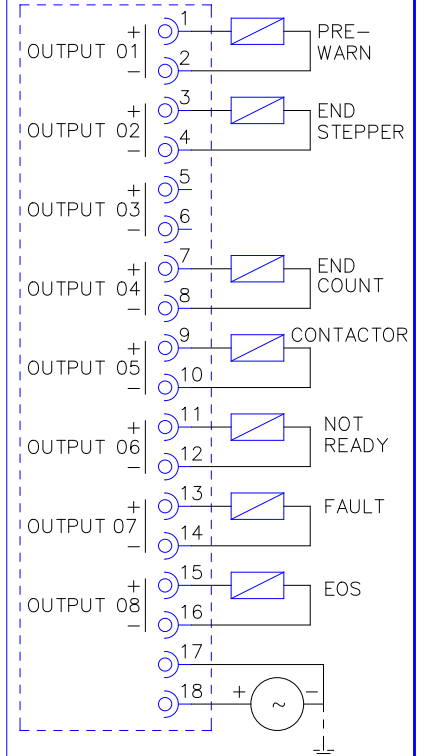 1
+
OUTPUT 01
−
2
PRE-
WARN
3
+
OUTPUT 02
−
4
END
STEPPER
5
+
OUTPUT 03
−
6
7
+
OUTPUT 04
−
8
END
COUNT
9
+
OUTPUT 05
−
10
CONTACTOR
11
+
OUTPUT 06
−
12
NOT
READY
13
+
OUTPUT 07
−
14
FAULT
15
+
OUTPUT 08
−
16
EOS
17
18
+ ~ −